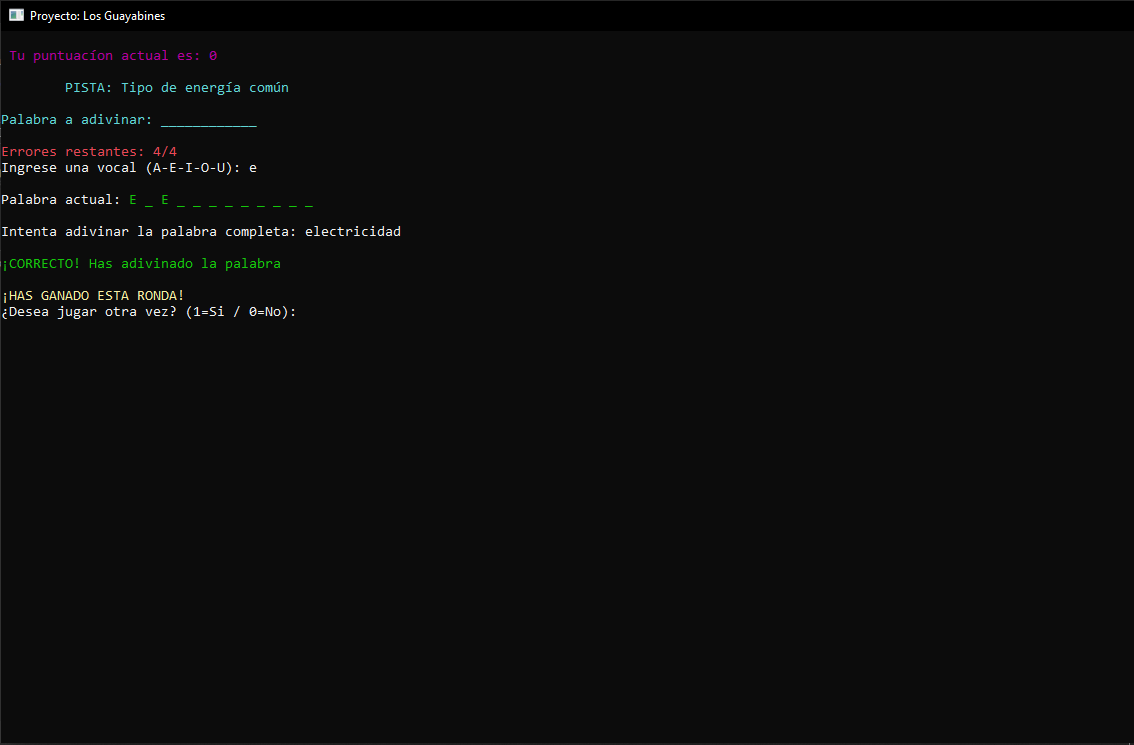 Proyecto: Los Guayabines
Tu puntuacíon actual es: 0
PISTA: Tipo de energía común
Palabra a adivinar: ____________
Errores restantes: 4/4
Ingrese una vocal (A-E-I-O-U): e
Palabra actual: E _ E _ _ _ _ _ _ _ _ _
Intenta adivinar la palabra completa: electricidad
¡CORRECTO! Has adivinado la palabra
¡HAS GANADO ESTA RONDA!
¿Desea jugar otra vez? (1=Si / 0=No):